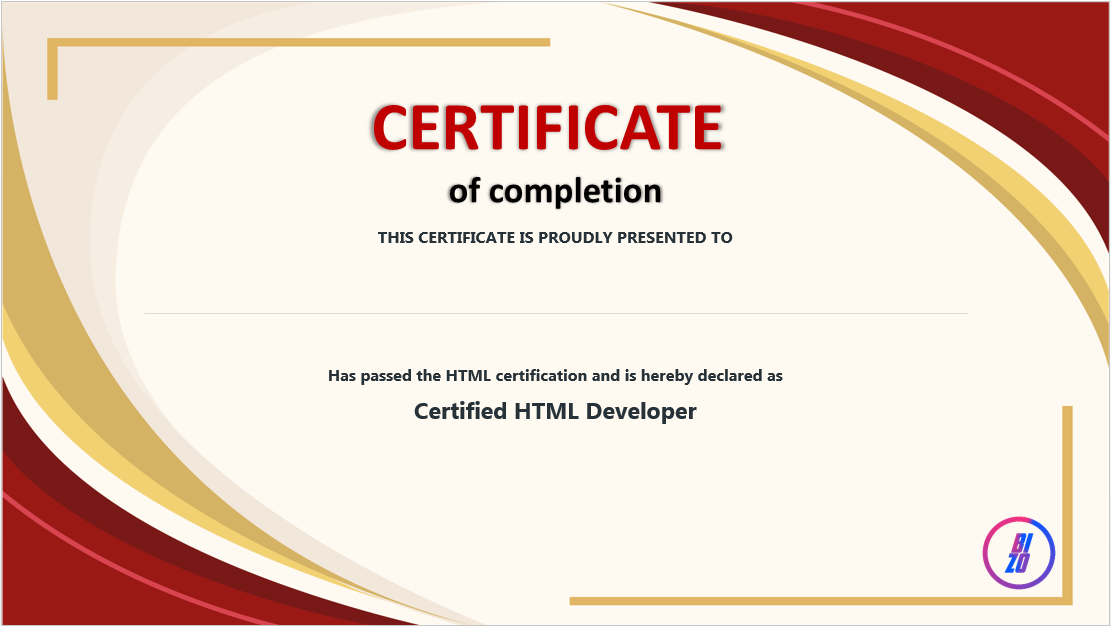 CERTIFICATE
of completion
THIS CERTIFICATE IS PROUDLY PRESENTED TO
Has passed the HTML certification and is hereby declared as
Certified HTML Developer
BI
ZO